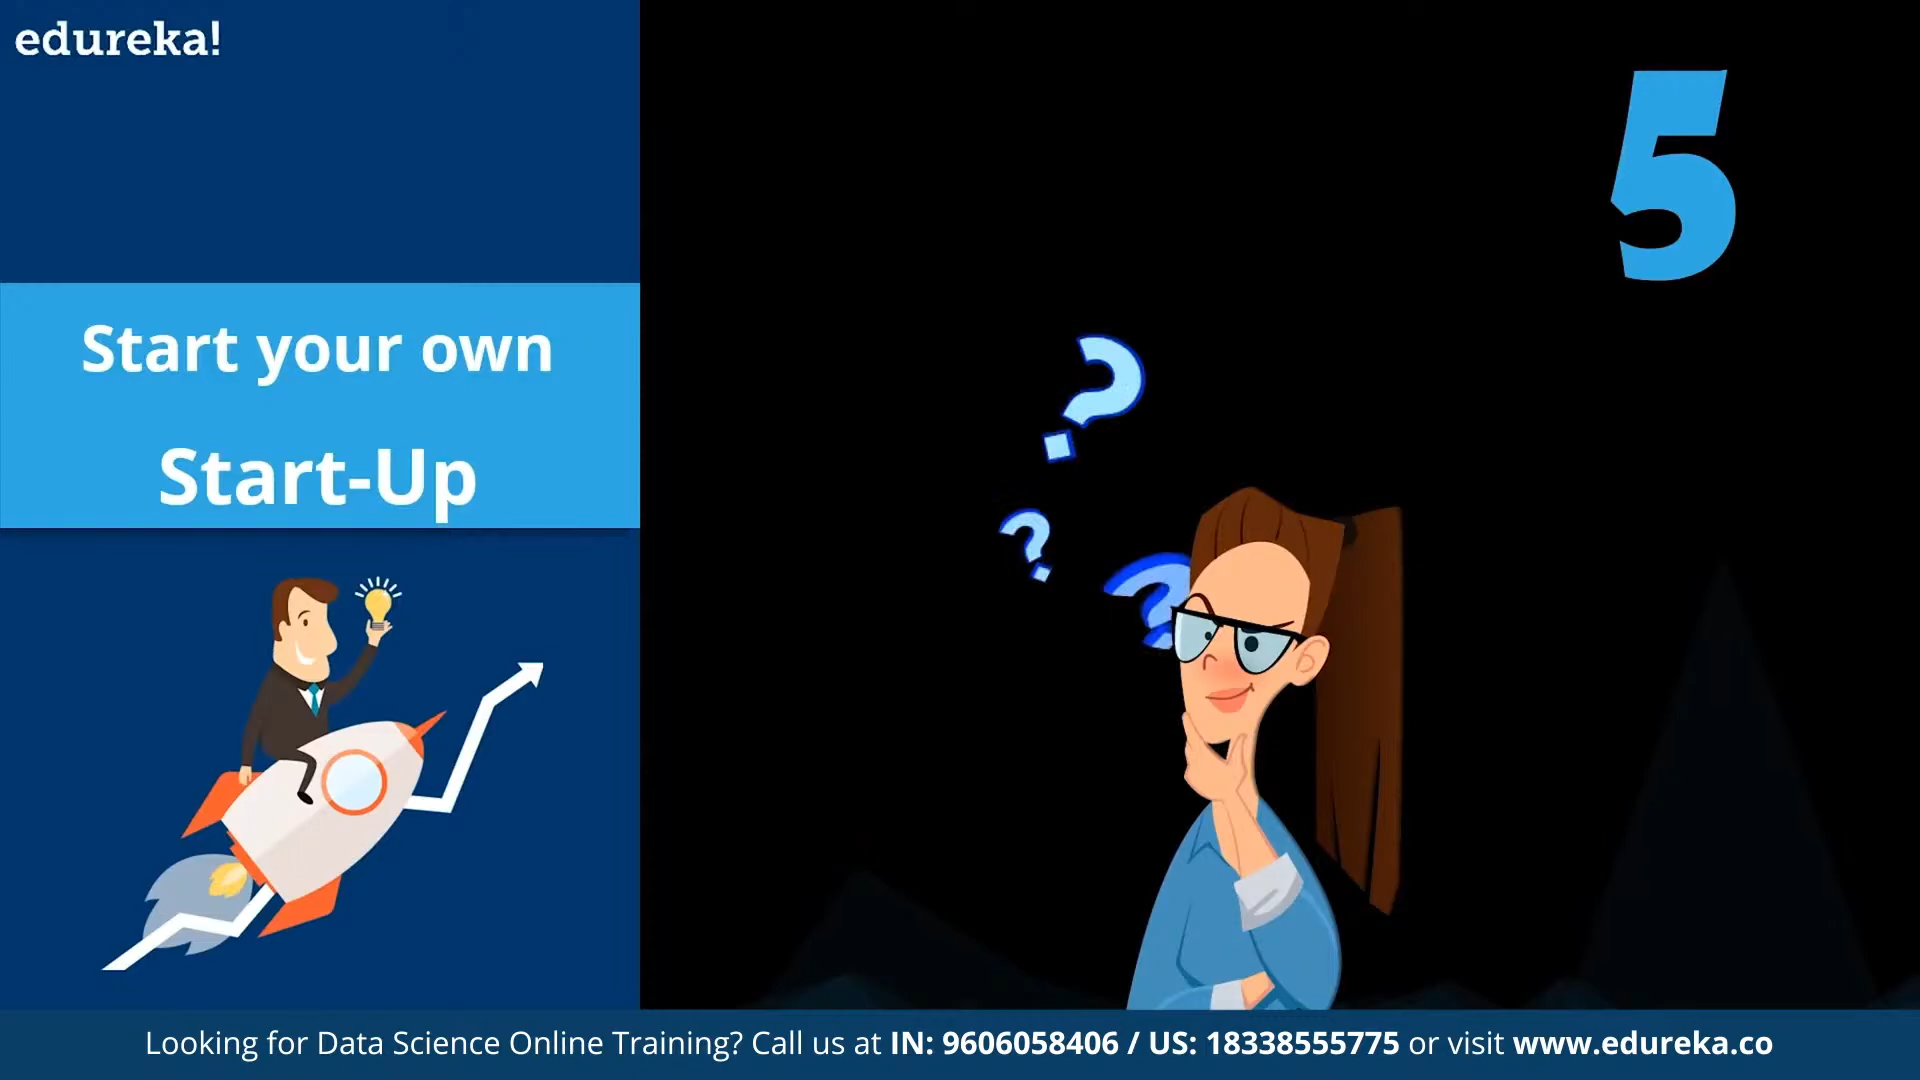 edureka!
5
Start your own
Start-Up
? ? ?
Looking for Data Science Online Training? Call us at IN: 9606058406 / US: 18338555775 or visit www.edureka.co